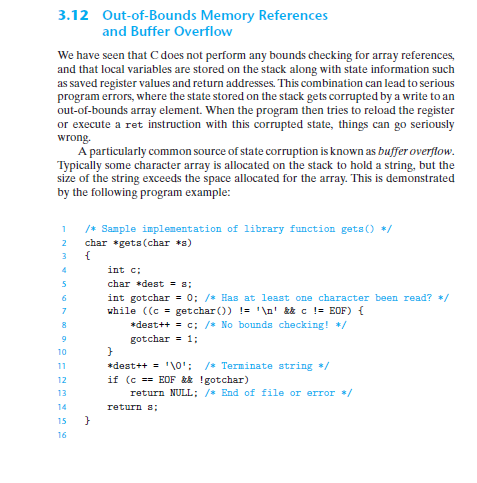 3.12 Out-of-Bounds Memory References
and Buffer Overflow
We have seen that C does not perform any bounds checking for array references,
and that local variables are stored on the stack along with state information such
as saved register values and return addresses. This combination can lead to serious
program errors, where the state stored on the stack gets corrupted by a write to an
out-of-bounds array element. When the program then tries to reload the register
or execute a ret instruction with this corrupted state, things can go seriously
wrong.
A particularly common source of state corruption is known as buffer overflow.
Typically some character array is allocated on the stack to hold a string, but the
size of the string exceeds the space allocated for the array. This is demonstrated
by the following program example:
1 /* Sample implementation of library function gets() */
2 char *gets(char *s)
3 {
4 int c;
5 char *dest = s;
6 int gotchar = 0; /* Has at least one character been read? */
7 while ((c = getchar()) != '\n' && c != EOF) {
8 *dest++ = c; /* No bounds checking! */
9 gotchar = 1;
10 }
11 *dest++ = '\0'; /* Terminate string */
12 if (c == EOF && !gotchar)
13 return NULL; /* End of file or error */
14 return s;
15 }
16